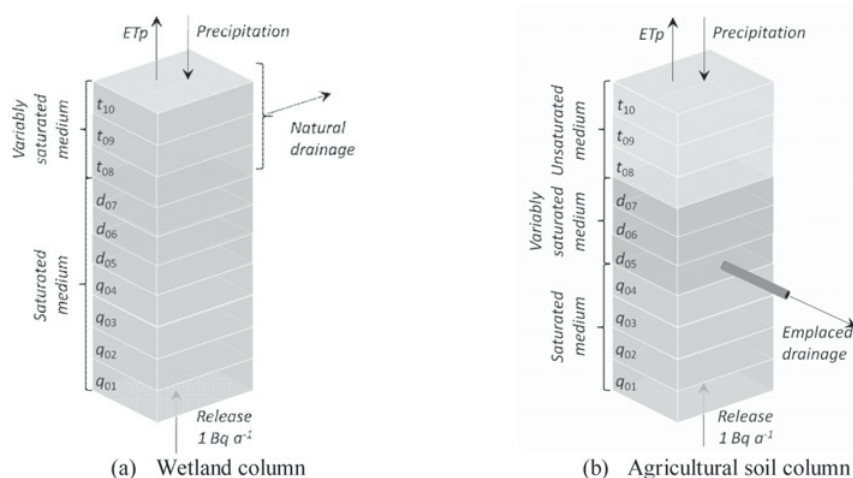 ETp
Precipitation
Variably
saturated
medium
t10
t09
t08
d07
d06
d05
q04
q03
q02
q01
Saturated
medium
Natural
drainage
Release
1 Bq a⁻¹
(a) Wetland column
ETp
Precipitation
Unsaturated
medium
Variably
saturated
medium
Saturated
medium
t10
t09
t08
d07
d06
d05
q04
q03
q02
q01
Emplaced
drainage
Release
1 Bq a⁻¹
(b) Agricultural soil column